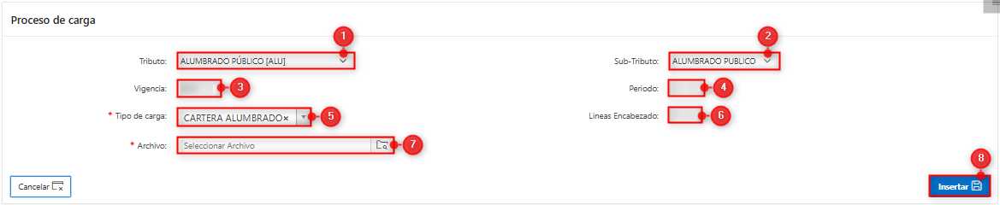 Proceso de carga
1
2
Tributo: ALUMBRADO PÚBLICO [ALU] Sub-Tributo: ALUMBRADO PUBLICO
Vigencia: 3 Periodo: 4
* Tipo de carga: CARTERA ALUMBRADO× 5 Lineas Encabezado: 6
* Archivo: Seleccionar Archivo 7
8
Cancelar Insertar